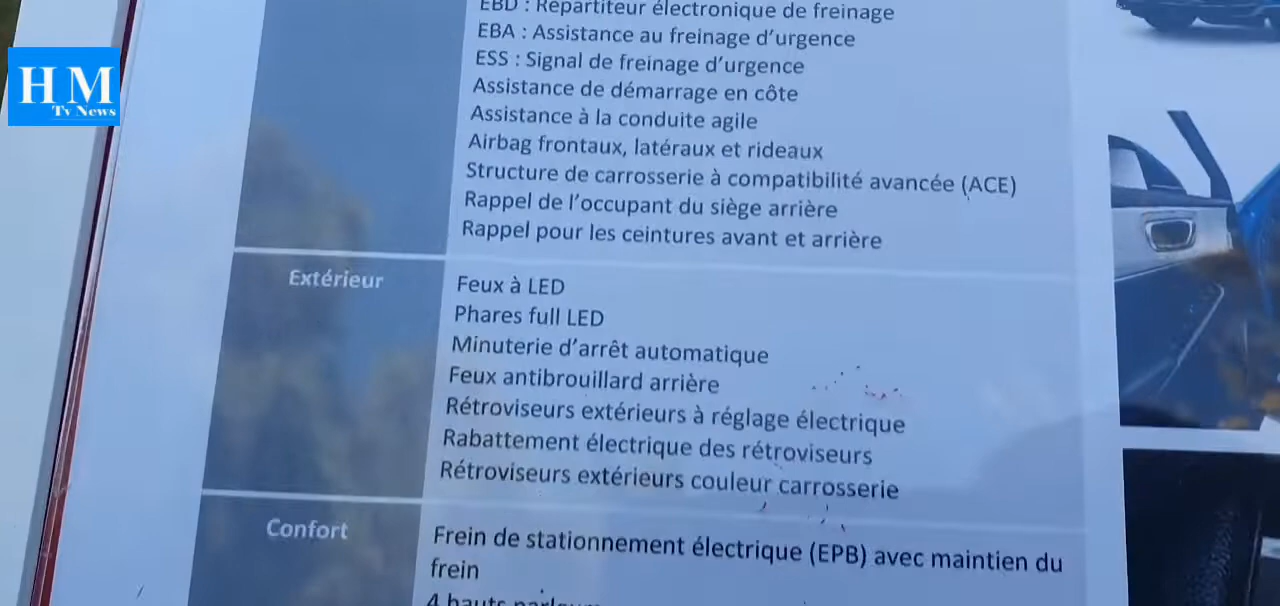 EBD : Répartiteur électronique de freinage
EBA : Assistance au freinage d'urgence
HM
Tv News
ESS : Signal de freinage d'urgence
Assistance de démarrage en côte
Assistance à la conduite agile
Airbag frontaux, latéraux et rideaux
Structure de carrosserie à compatibilité avancée (ACE)
Rappel de l'occupant du siège arrière
Rappel pour les ceintures avant et arrière
Extérieur
Feux à LED
Phares full LED
Minuterie d'arrêt automatique
Feux antibrouillard arrière
Rétroviseurs extérieurs à réglage électrique
Rabattement électrique des rétroviseurs
Rétroviseurs extérieurs couleur carrosserie
Confort
Frein de stationnement électrique (EPB) avec maintien du
frein
4 hauts